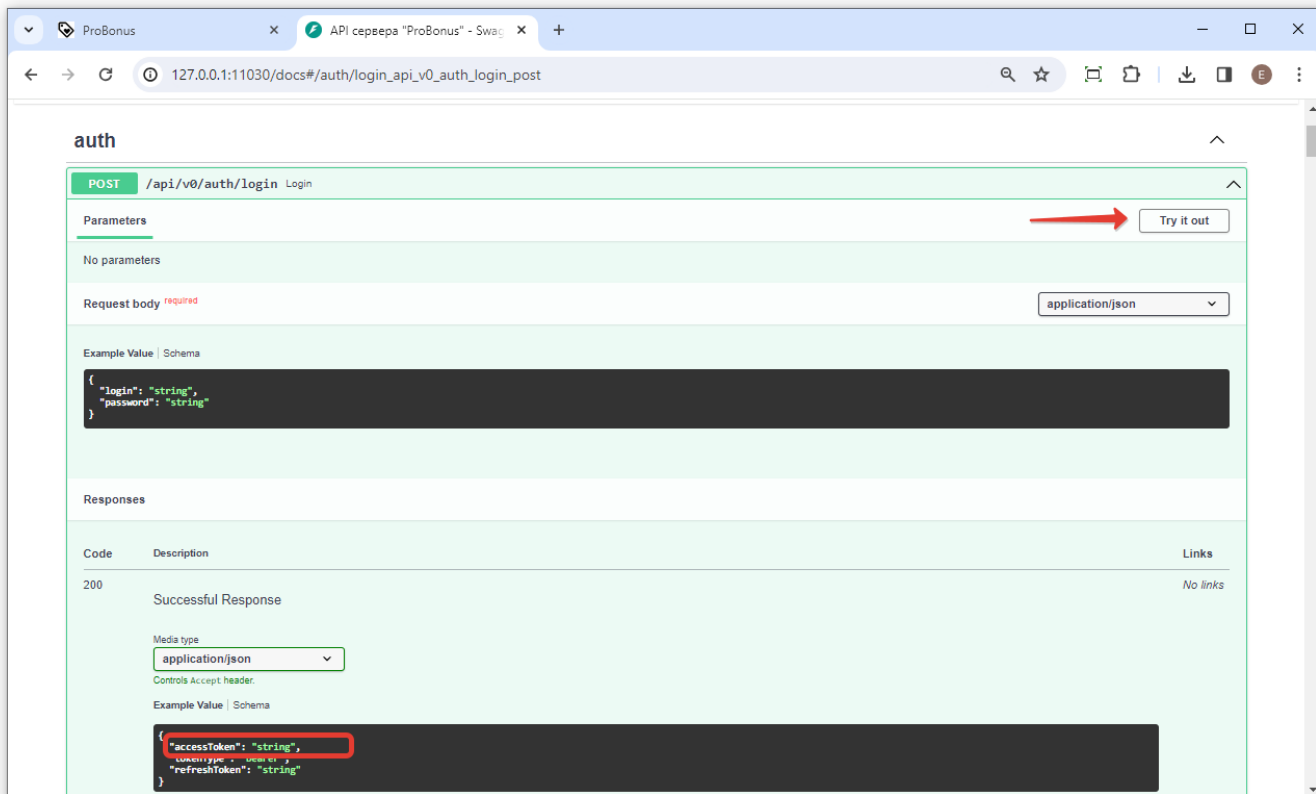 ProBonus
API сервера "ProBonus" - Swag
127.0.0.1:11030/docs#/auth/login_api_v0_auth_login_post
E
auth
POST /api/v0/auth/login Login
Parameters
Try it out
No parameters
Request body required
application/json
Example Value | Schema
{
"login": "string",
"password": "string"
}
Responses
Code Description Links
200 Successful Response No links
Media type
application/json
Controls Accept header.
Example Value | Schema
{
"accessToken": "string",
"tokenType": "bearer",
"refreshToken": "string"
}